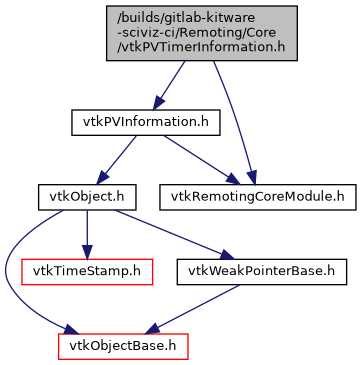 /builds/gitlab-kitware
-sciviz-ci/Remoting/Core
/vtkPVTimerInformation.h
vtkPVInformation.h
vtkObject.h
vtkRemotingCoreModule.h
vtkTimeStamp.h
vtkWeakPointerBase.h
vtkObjectBase.h